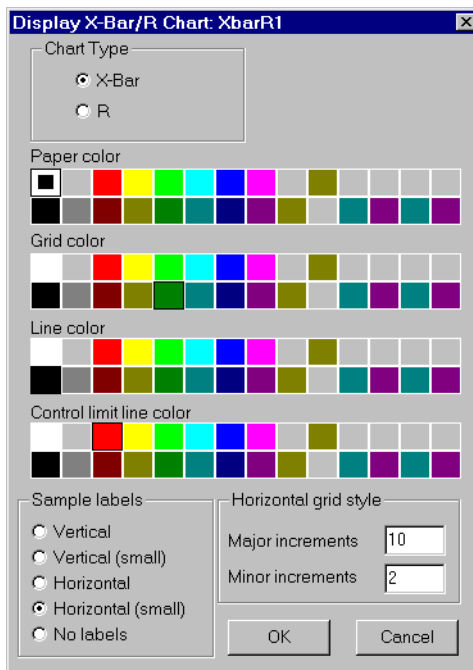 Display X-Bar/R Chart: XbarR1
Chart Type
X-Bar
R
Paper color
Grid color
Line color
Control limit line color
Sample labels
Vertical
Vertical (small)
Horizontal
Horizontal (small)
No labels
Horizontal grid style
Major increments 10
Minor increments 2
OK
Cancel